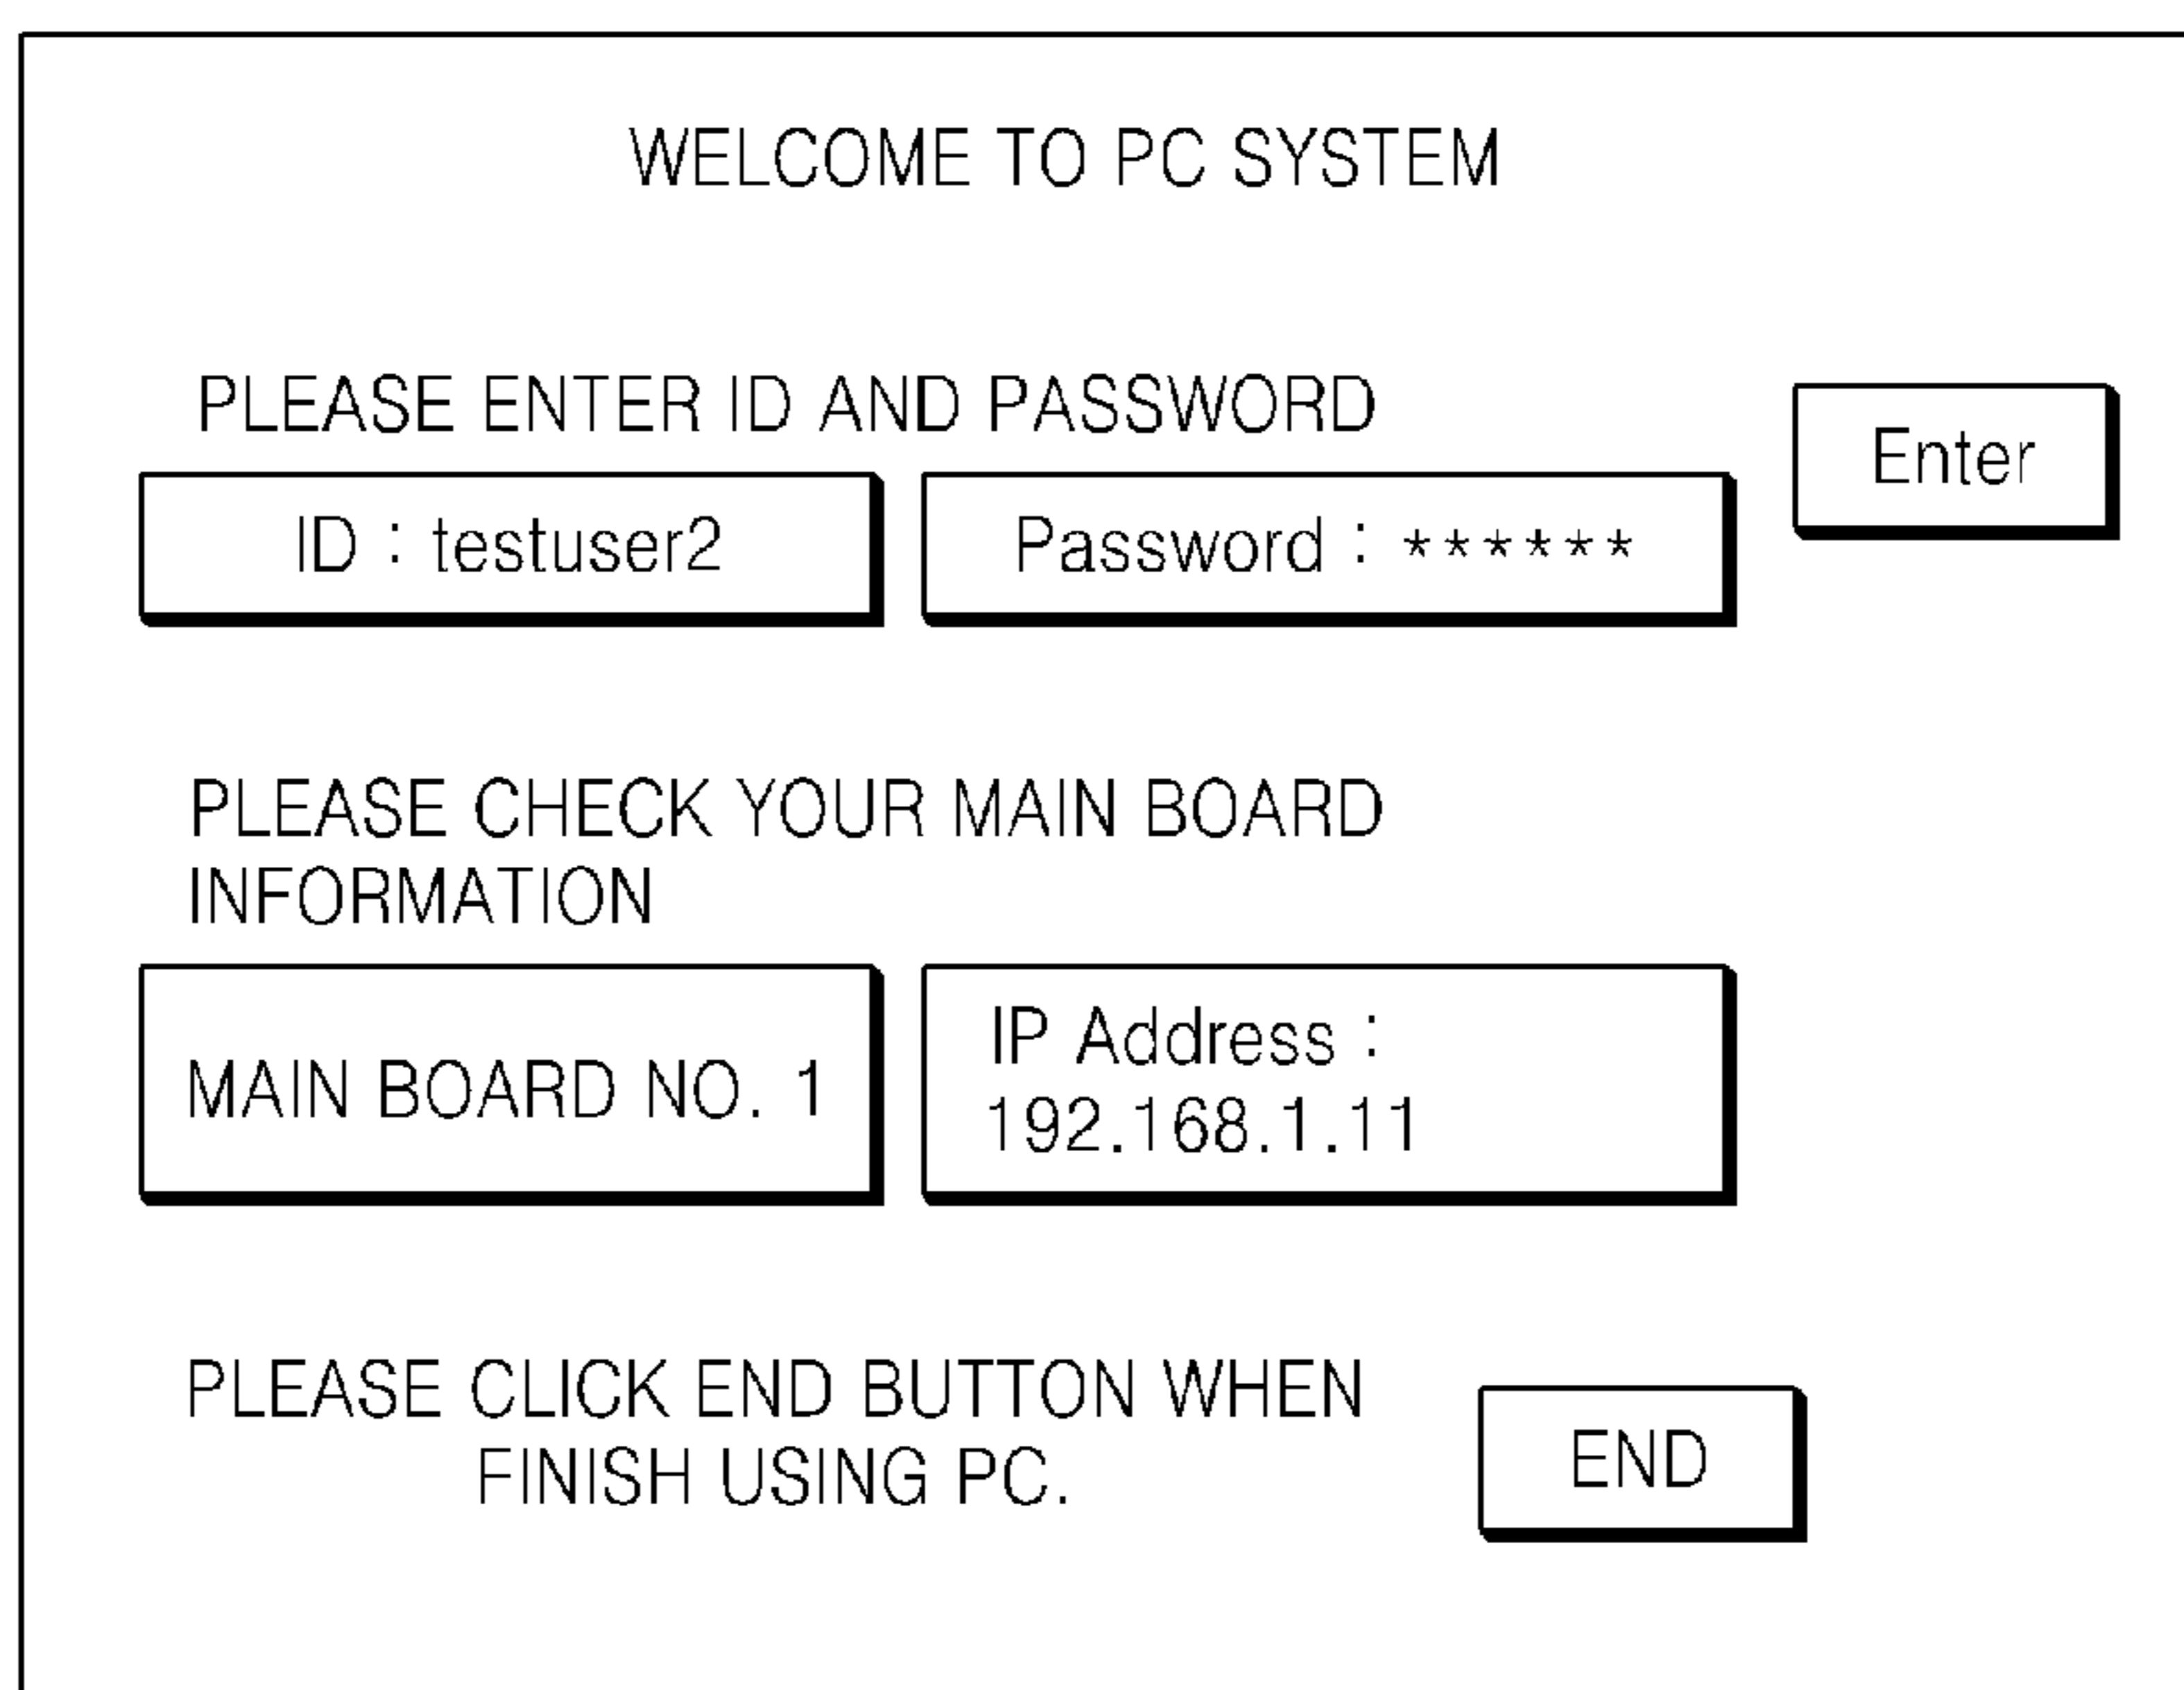 WELCOME TO PC SYSTEM
PLEASE ENTER ID AND PASSWORD
Enter
ID : testuser2
Password : ******
PLEASE CHECK YOUR MAIN BOARD
INFORMATION
MAIN BOARD NO. 1
IP Address :
192.168.1.11
PLEASE CLICK END BUTTON WHEN
FINISH USING PC.
END